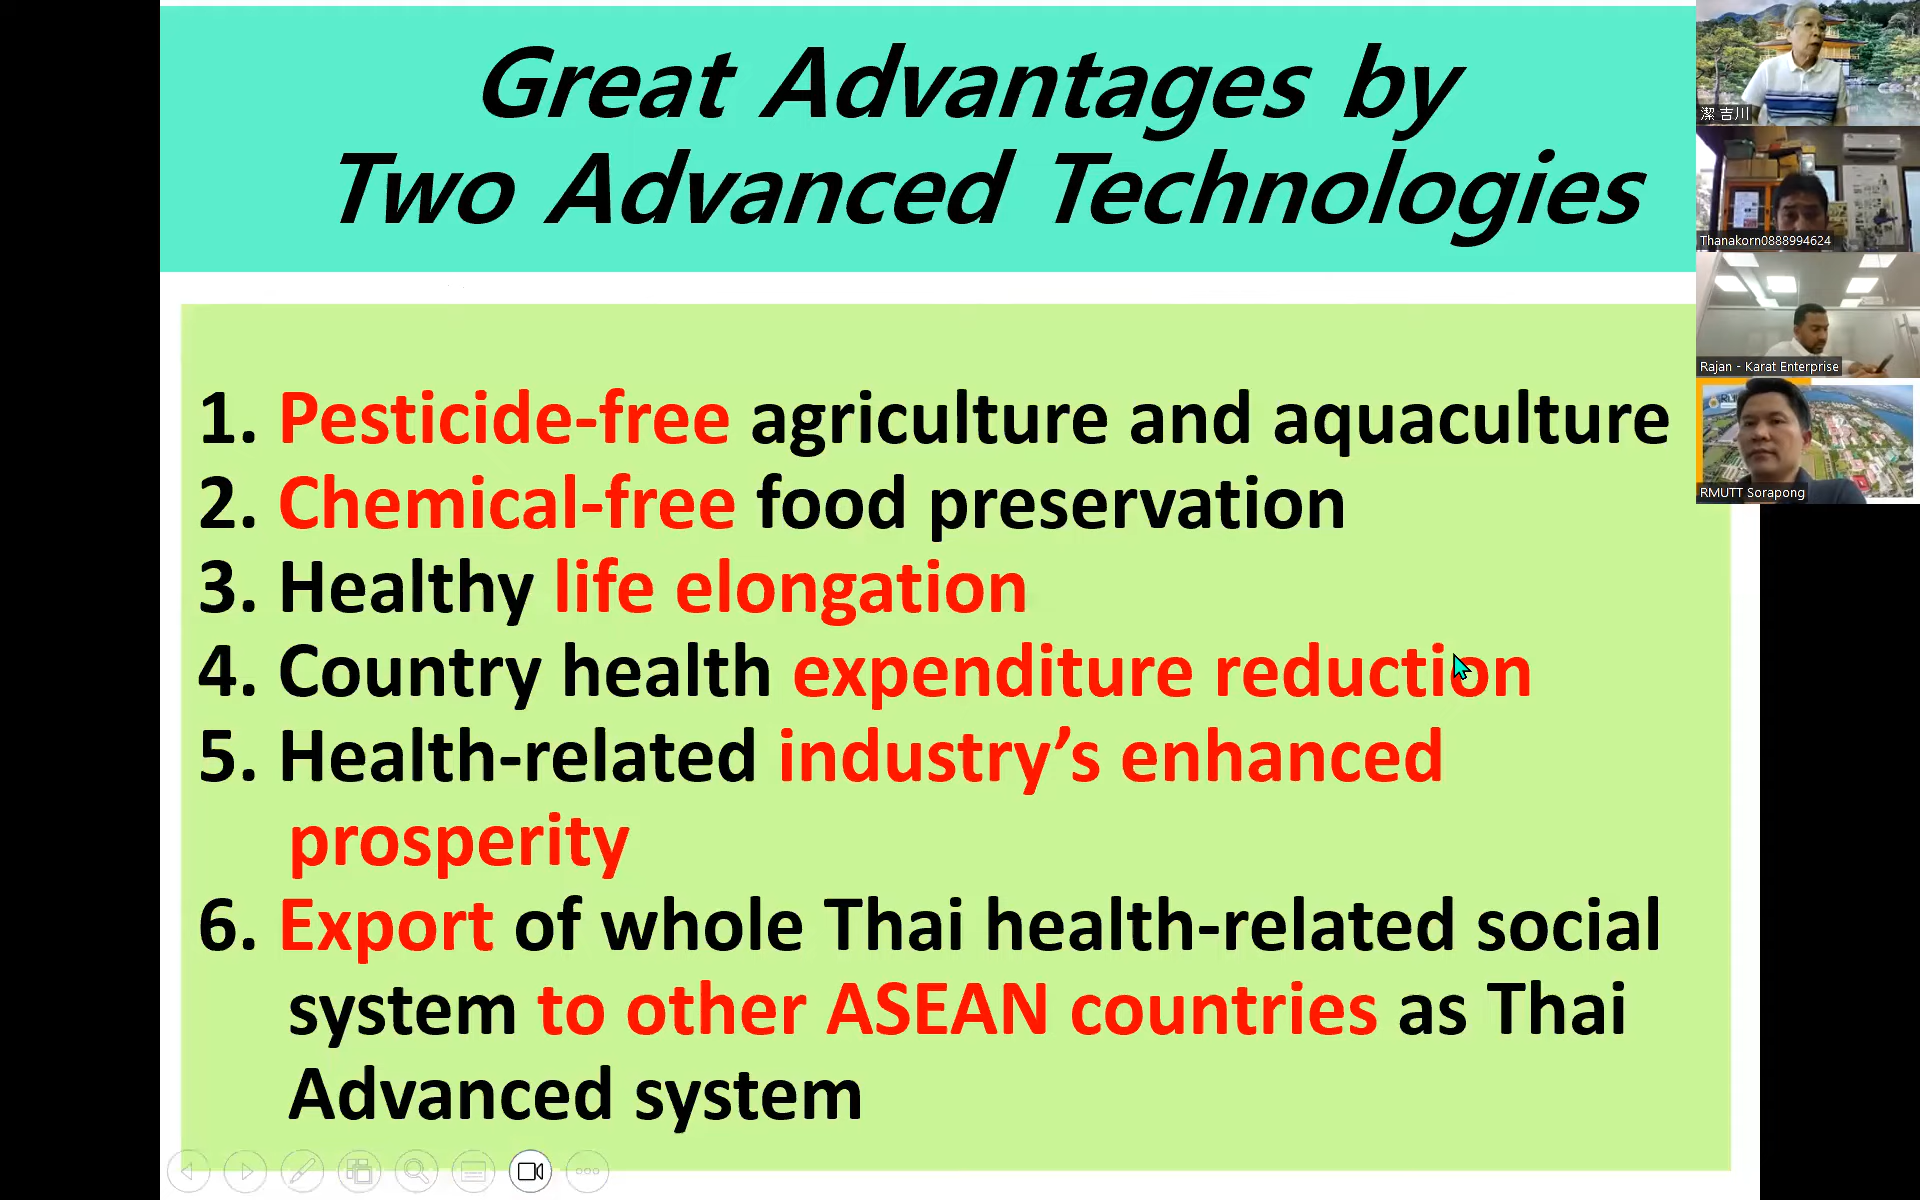 Great Advantages by
Two Advanced Technologies
1. Pesticide-free agriculture and aquaculture
2. Chemical-free food preservation
3. Healthy life elongation
4. Country health expenditure reduction
5. Health-related industry’s enhanced
prosperity
6. Export of whole Thai health-related social
system to other ASEAN countries as Thai
Advanced system
潔 吉川
Thanakorn0888994624
Rajan - Karat Enterprise
RMUTT Sorapong